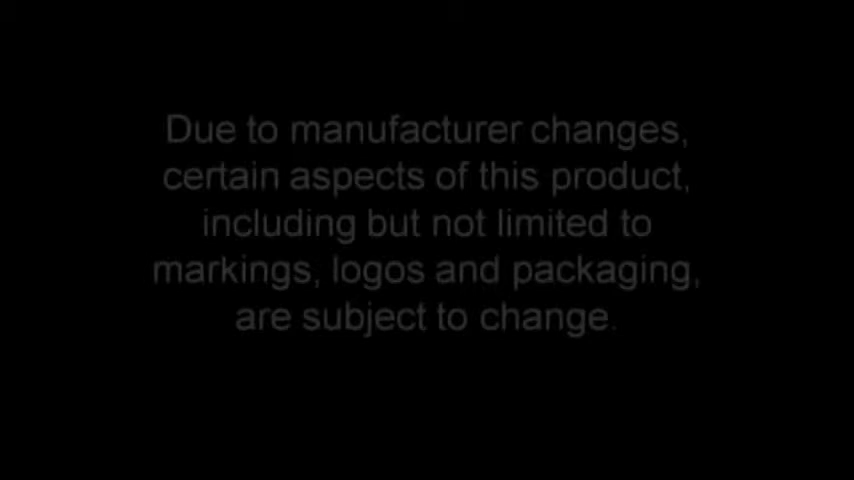 Due to manufacturer changes,
certain aspects of this product,
including but not limited to
markings, logos and packaging,
are subject to change.